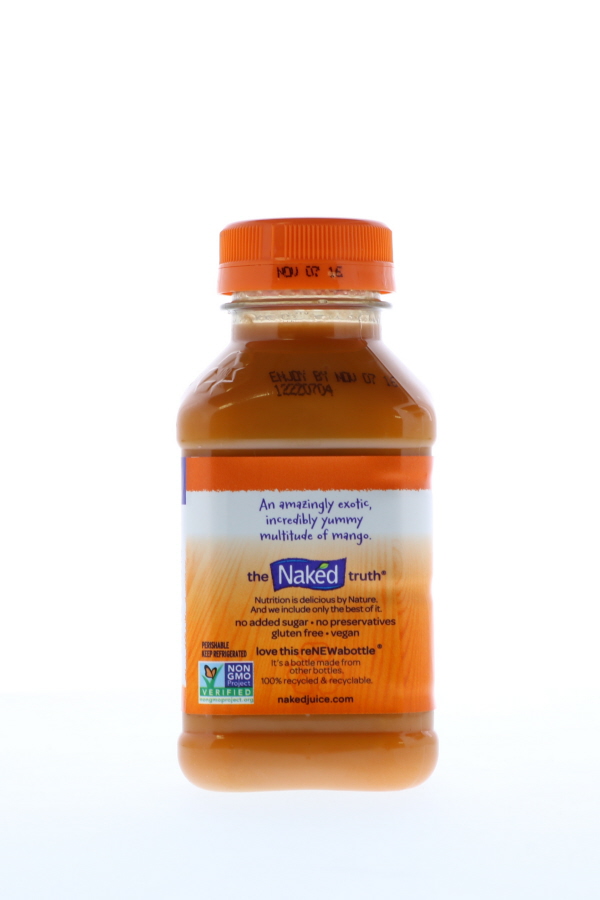 NOV 07 16
ENJOY BY NOV 07 16
12220704
An amazingly exotic,
incredibly yummy
multitude of mango.
the Naked truth®
Nutrition is delicious by Nature.
And we include only the best of it.
no added sugar • no preservatives
gluten free • vegan
PERISHABLE
KEEP REFRIGERATED
love this reNEWabottle®
It's a bottle made from
other bottles.
100% recycled & recyclable.
NON
GMO
Project
VERIFIED
nongmoproject.org
nakedjuice.com